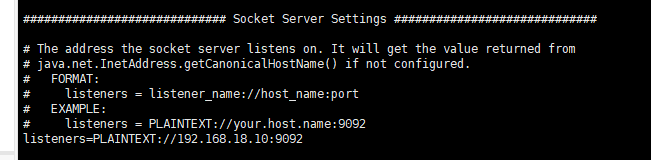 ############################# Socket Server Settings #############################
# The address the socket server listens on. It will get the value returned from
# java.net.InetAddress.getCanonicalHostName() if not configured.
#   FORMAT:
#     listeners = listener_name://host_name:port
#   EXAMPLE:
#     listeners = PLAINTEXT://your.host.name:9092
listeners=PLAINTEXT://192.168.18.10:9092